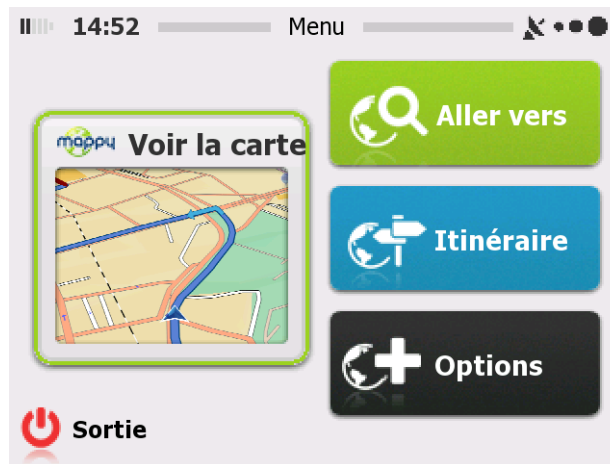 14:52 Menu
Aller vers
mappy Voir la carte
Itinéraire
Options
Sortie